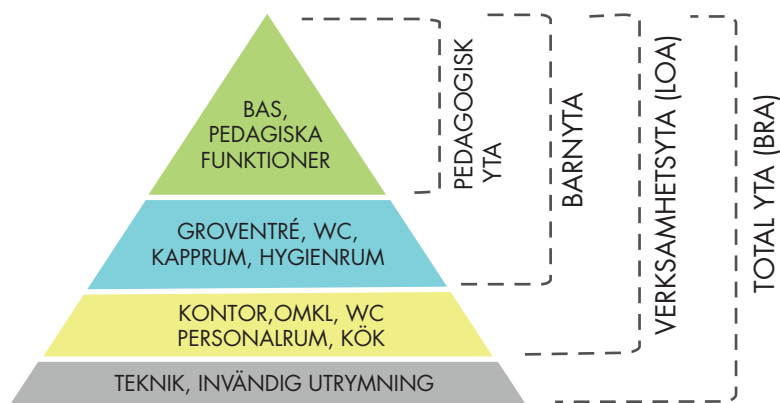 BAS,
PEDAGISKA
FUNKTIONER
GROVENTRÉ, WC,
KAPPRUM, HYGIENRUM
KONTOR,OMKL, WC
PERSONALRUM, KÖK
TEKNIK, INVÄNDIG UTRYMNING
PEDAGOGISK
YTA
BARNYTA
VERKSAMHETSYTA (LOA)
TOTAL YTA (BRA)